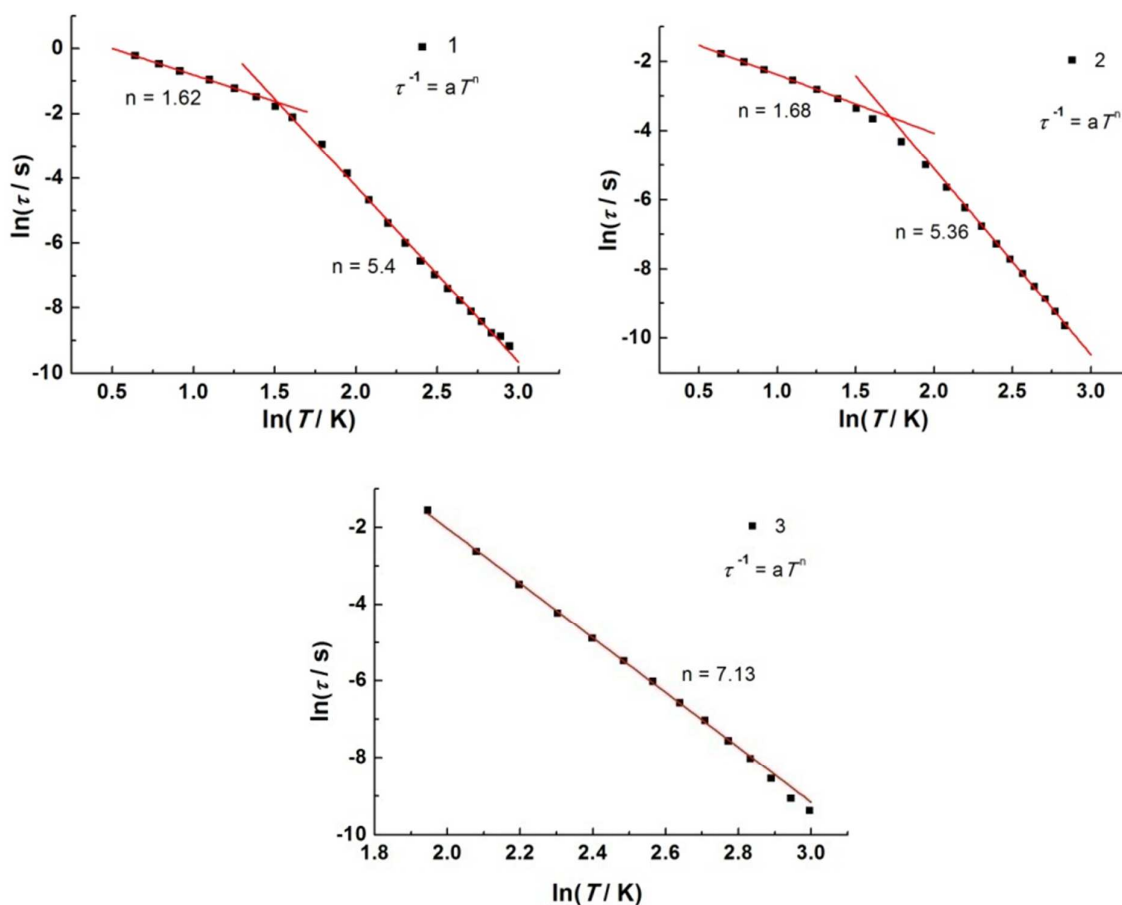 1
τ⁻¹ = aTⁿ
n = 1.62
n = 5.4
0
-2
-4
-6
-8
-10
0.5 1.0 1.5 2.0 2.5 3.0
ln(τ / s)
ln(T / K)
2
τ⁻¹ = aTⁿ
n = 1.68
n = 5.36
-2
-4
-6
-8
-10
0.5 1.0 1.5 2.0 2.5 3.0
ln(τ / s)
ln(T / K)
3
τ⁻¹ = aTⁿ
n = 7.13
-2
-4
-6
-8
-10
1.8 2.0 2.2 2.4 2.6 2.8 3.0
ln(τ / s)
ln(T / K)